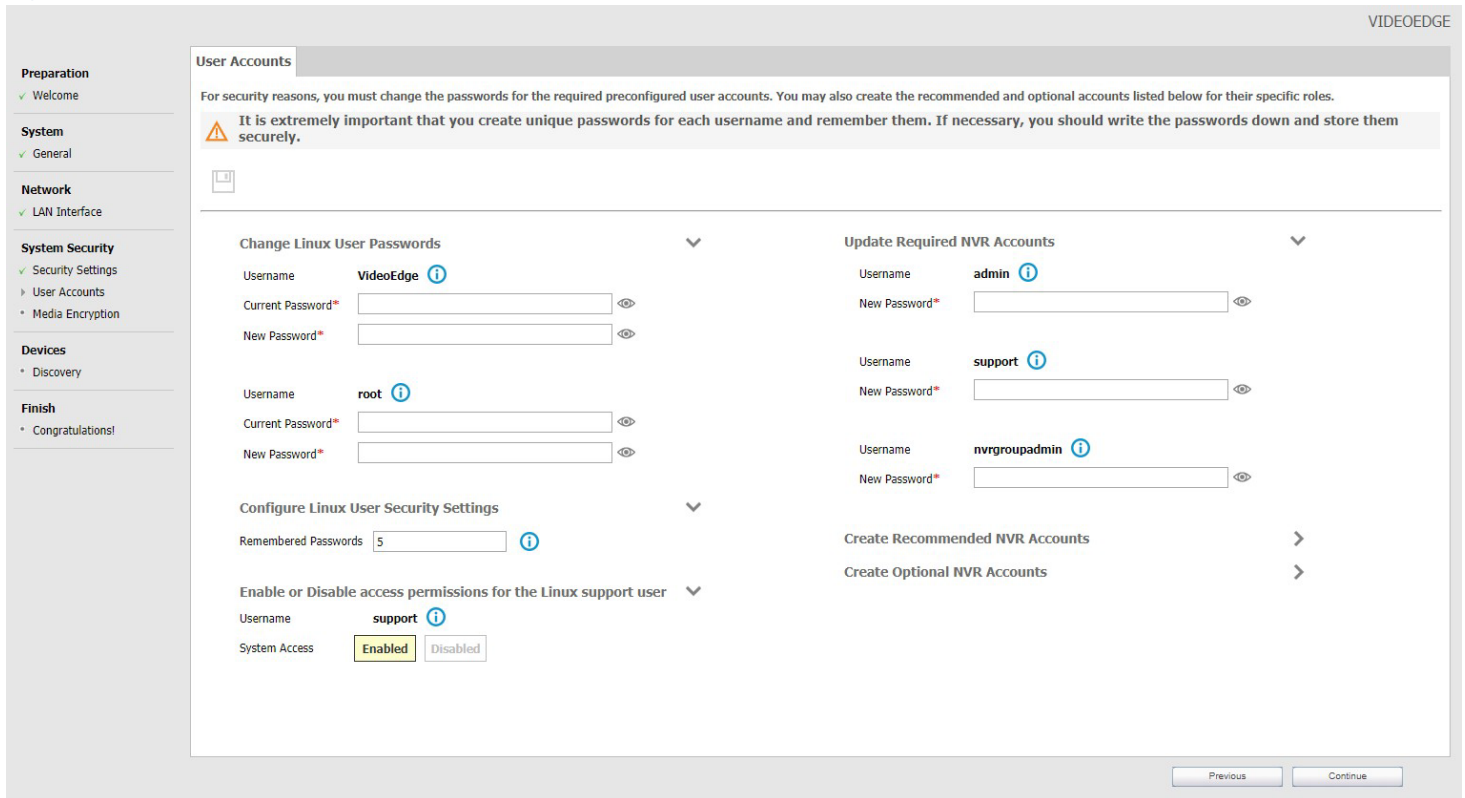 VIDEOEDGE
Preparation
Welcome
System
General
Network
LAN Interface
System Security
Security Settings
User Accounts
Media Encryption
Devices
Discovery
Finish
Congratulations!
User Accounts
For security reasons, you must change the passwords for the required preconfigured user accounts. You may also create the recommended and optional accounts listed below for their specific roles.
It is extremely important that you create unique passwords for each username and remember them. If necessary, you should write the passwords down and store them
securely.
Change Linux User Passwords
Username VideoEdge
Current Password*
New Password*
Username root
Current Password*
New Password*
Configure Linux User Security Settings
Remembered Passwords 5
Enable or Disable access permissions for the Linux support user
Username support
System Access Enabled Disabled
Update Required NVR Accounts
Username admin
New Password*
Username support
New Password*
Username nvrgroupadmin
New Password*
Create Recommended NVR Accounts
Create Optional NVR Accounts
Previous Continue